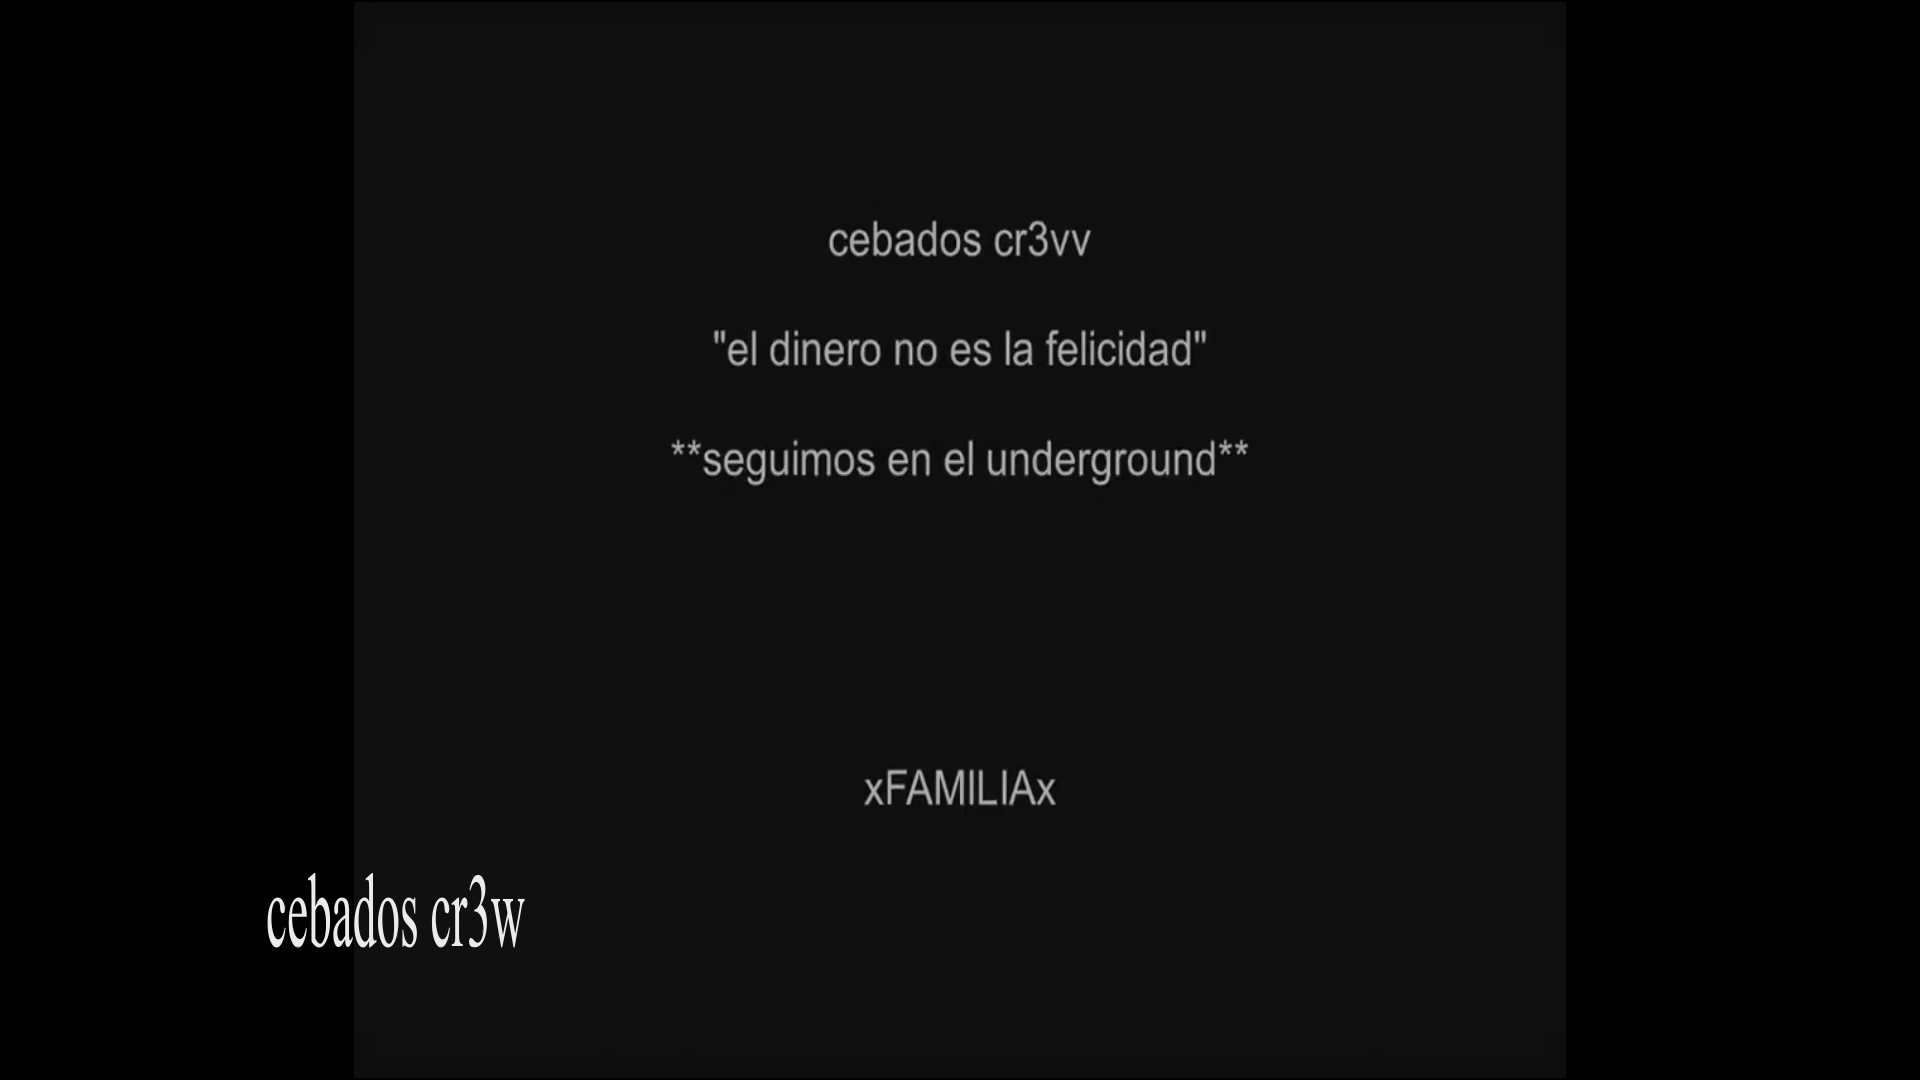 cebados cr3vv
"el dinero no es la felicidad"
**seguimos en el underground**
xFAMILIAx
cebados cr3w